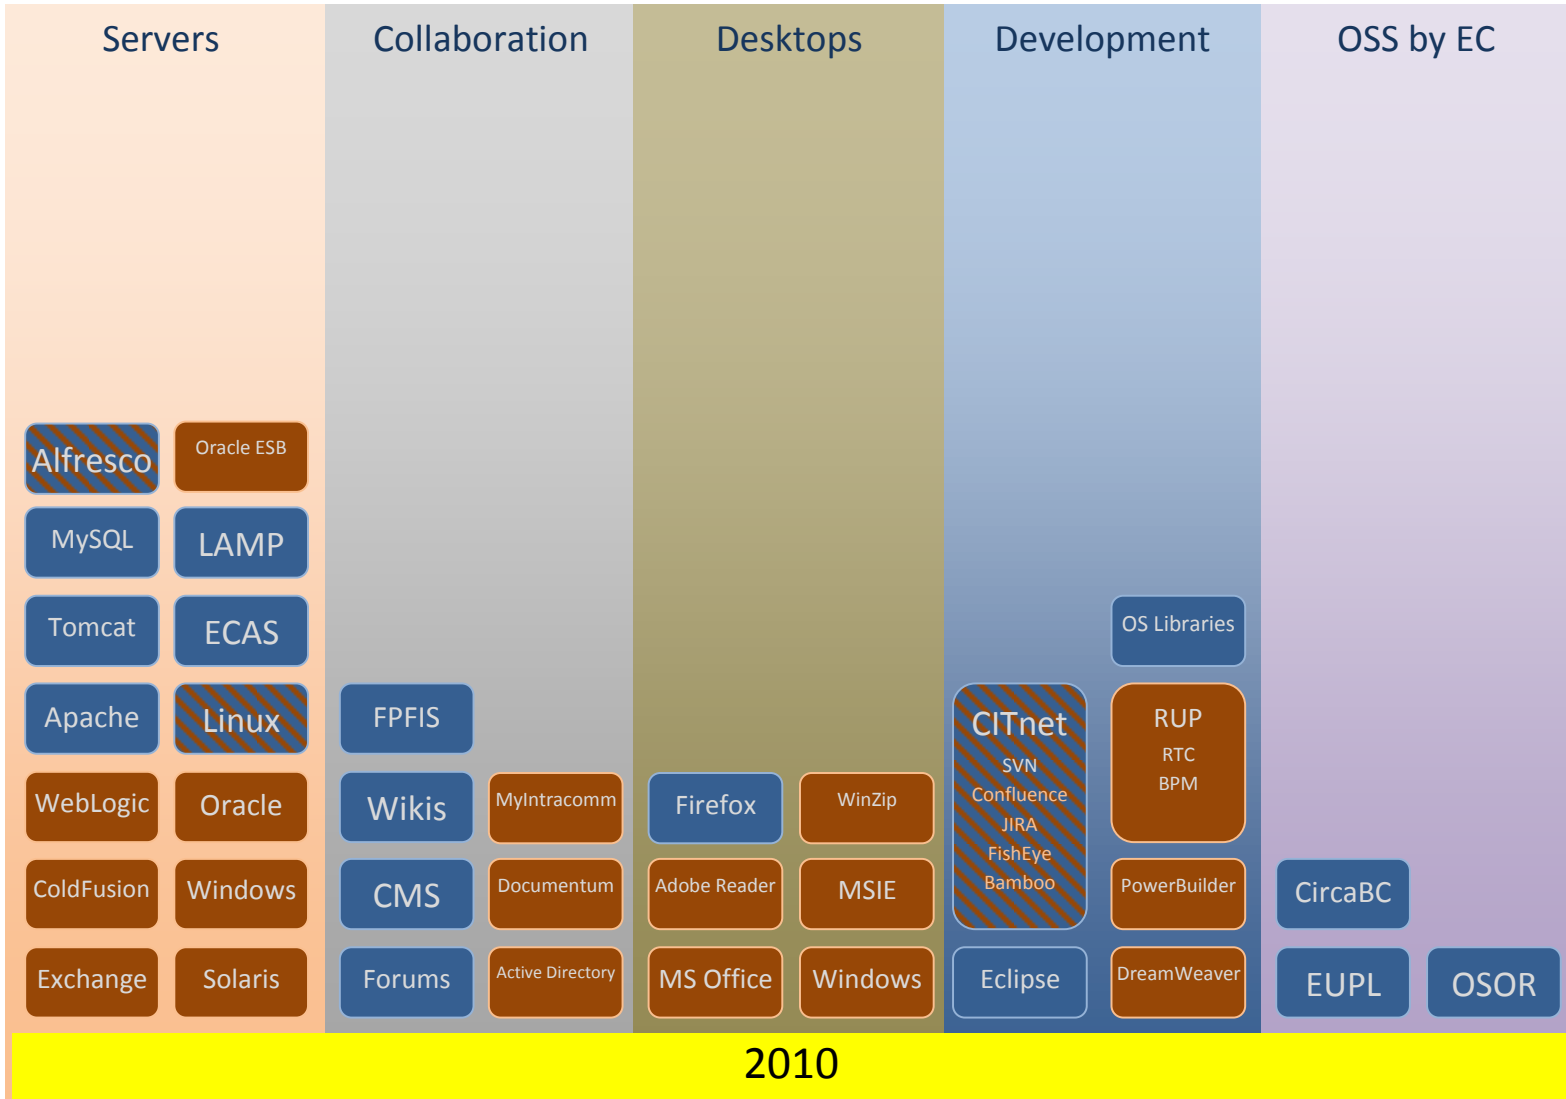 Servers
Collaboration
Desktops
Development
OSS by EC
Alfresco
Oracle ESB
MySQL
LAMP
Tomcat
ECAS
OS Libraries
Apache
Linux
FPFIS
CITnet
SVN
Confluence
JIRA
FishEye
Bamboo
RUP
RTC
BPM
WebLogic
Oracle
Wikis
MyIntracomm
Firefox
WinZip
ColdFusion
Windows
CMS
Documentum
Adobe Reader
MSIE
PowerBuilder
CircaBC
Exchange
Solaris
Forums
Active Directory
MS Office
Windows
Eclipse
DreamWeaver
EUPL
OSOR
2010